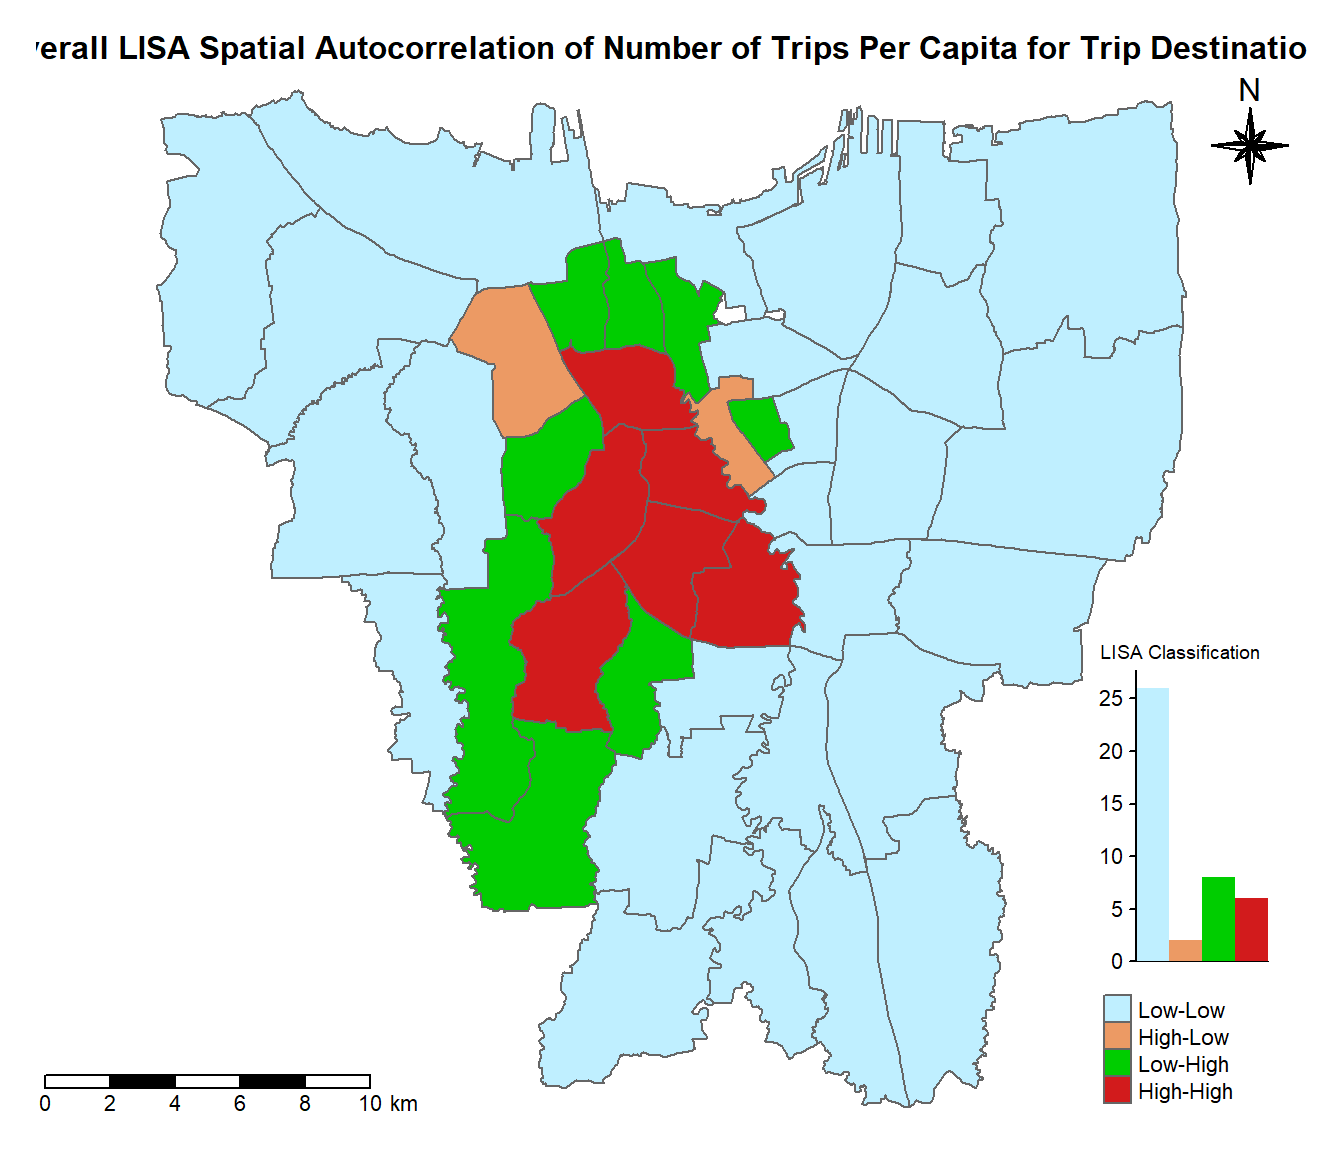 verall LISA Spatial Autocorrelation of Number of Trips Per Capita for Trip Destinatio
N
LISA Classification
25
20
15
10
5
0
Low-Low
High-Low
Low-High
High-High
0 2 4 6 8 10 km